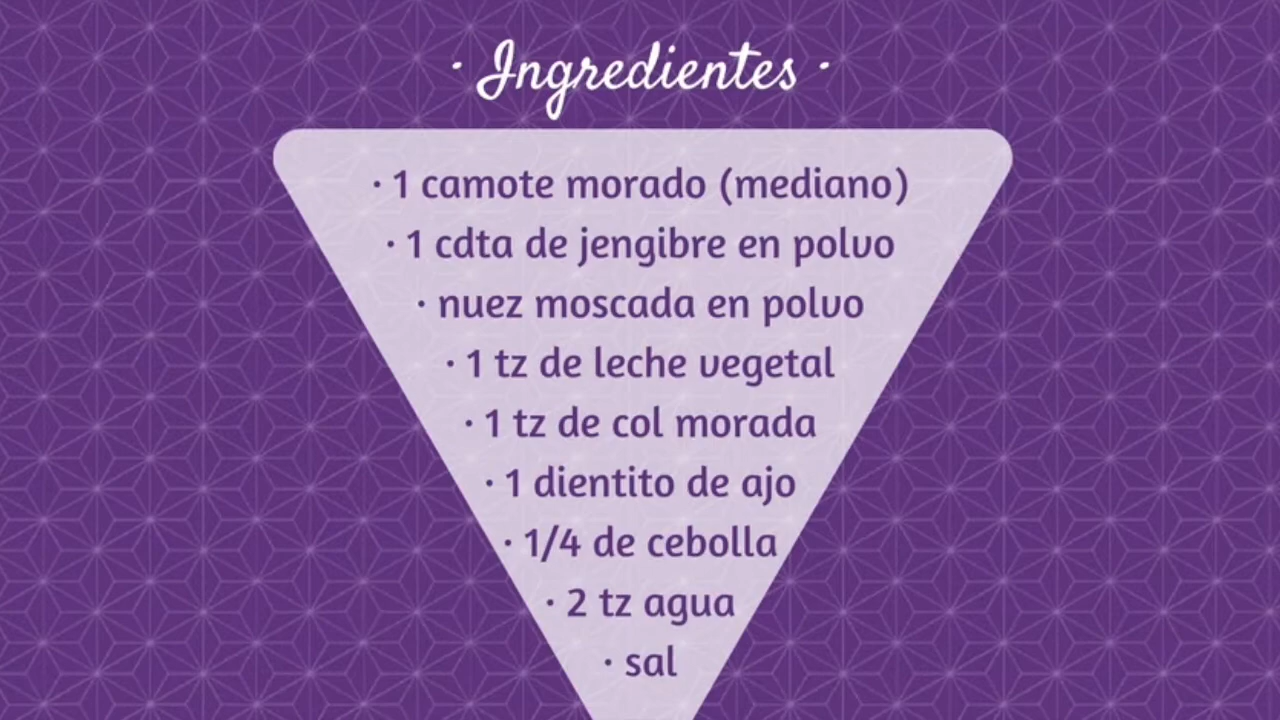 · Ingredientes ·
· 1 camote morado (mediano)
· 1 cdta de jengibre en polvo
· nuez moscada en polvo
· 1 tz de leche vegetal
· 1 tz de col morada
· 1 dientito de ajo
· 1/4 de cebolla
· 2 tz agua
· sal